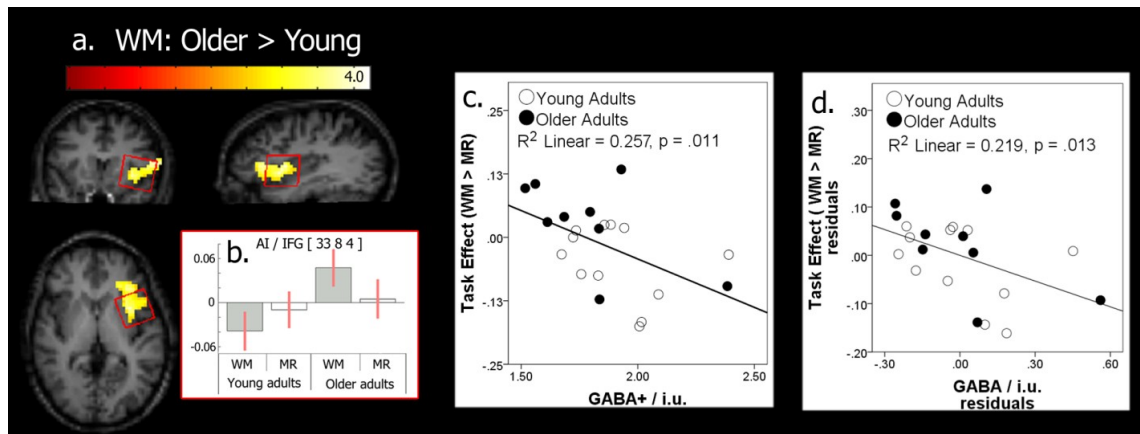 a. WM: Older > Young
4.0
b.
AI / IFG [ 33 8 4 ]
0.06
0
-0.06
WM MR WM MR
Young adults Older adults
c.
Young Adults
Older Adults
R² Linear = 0.257, p = .011
Task Effect (WM > MR)
.25
.13
.00
-.13
-.25
1.50 2.00 2.50
GABA+ / i.u.
d.
Young Adults
Older Adults
R² Linear = 0.219, p = .013
Task Effect ( WM > MR)
residuals
.30
.20
.10
.00
-.10
-.20
-.30 .00 .30 .60
GABA / i.u.
residuals